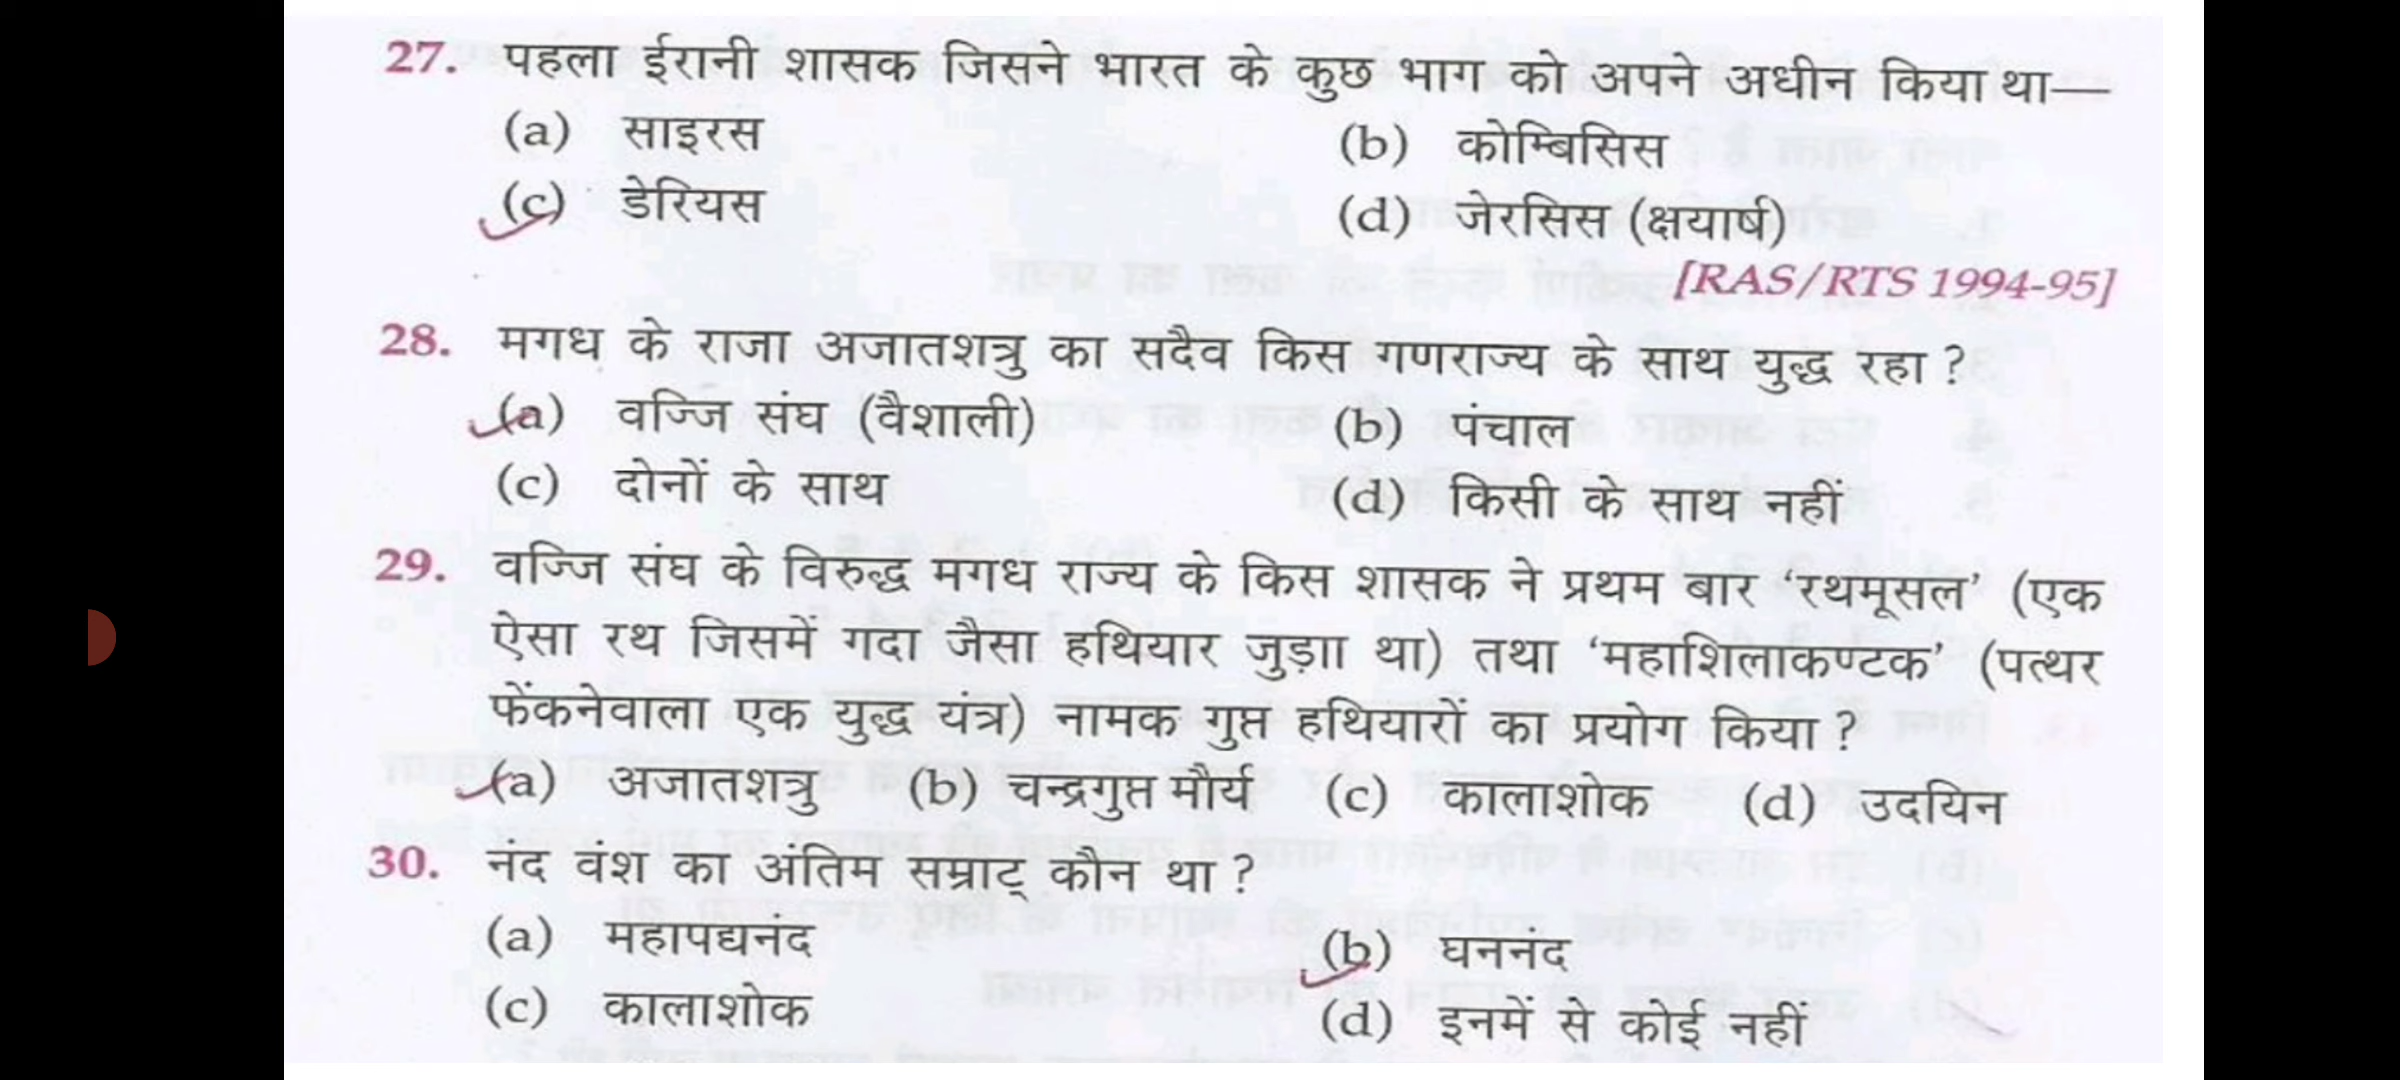 27. पहला ईरानी शासक जिसने भारत के कुछ भाग को अपने अधीन किया था—
(a) साइरस (b) कोम्बिसिस
(c) डेरियस (d) जेरसिस (क्षयार्ष)
[RAS/RTS 1994-95]
28. मगध के राजा अजातशत्रु का सदैव किस गणराज्य के साथ युद्ध रहा ?
(a) वज्जि संघ (वैशाली) (b) पंचाल
(c) दोनों के साथ (d) किसी के साथ नहीं
29. वज्जि संघ के विरुद्ध मगध राज्य के किस शासक ने प्रथम बार ‘रथमूसल’ (एक
ऐसा रथ जिसमें गदा जैसा हथियार जुड़ाा था) तथा ‘महाशिलाकण्टक’ (पत्थर
फेंकनेवाला एक युद्ध यंत्र) नामक गुप्त हथियारों का प्रयोग किया ?
(a) अजातशत्रु (b) चन्द्रगुप्त मौर्य (c) कालाशोक (d) उदयिन
30. नंद वंश का अंतिम सम्राट् कौन था ?
(a) महापद्यनंद (b) घननंद
(c) कालाशोक (d) इनमें से कोई नहीं